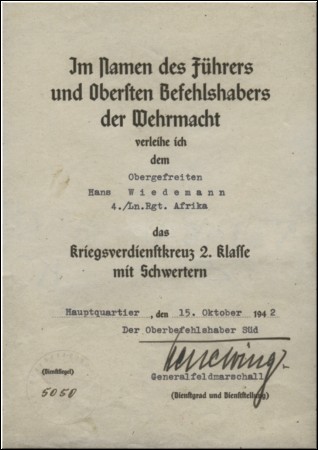 Im Namen des Führers
und Obersten Befehlshabers
der Wehrmacht
verleihe ich
dem
Obergefreiten
Hans Wiedemann
4./Ln.Rgt. Afrika
das
Kriegsverdienstkreuz 2. Klasse
mit Schwertern
Hauptquartier, den 15. Oktober 1942
Der Oberbefehlshaber Süd
Generalfeldmarschall
(Dienstsiegel)
(Dienstgrad und Dienststellung)
5050